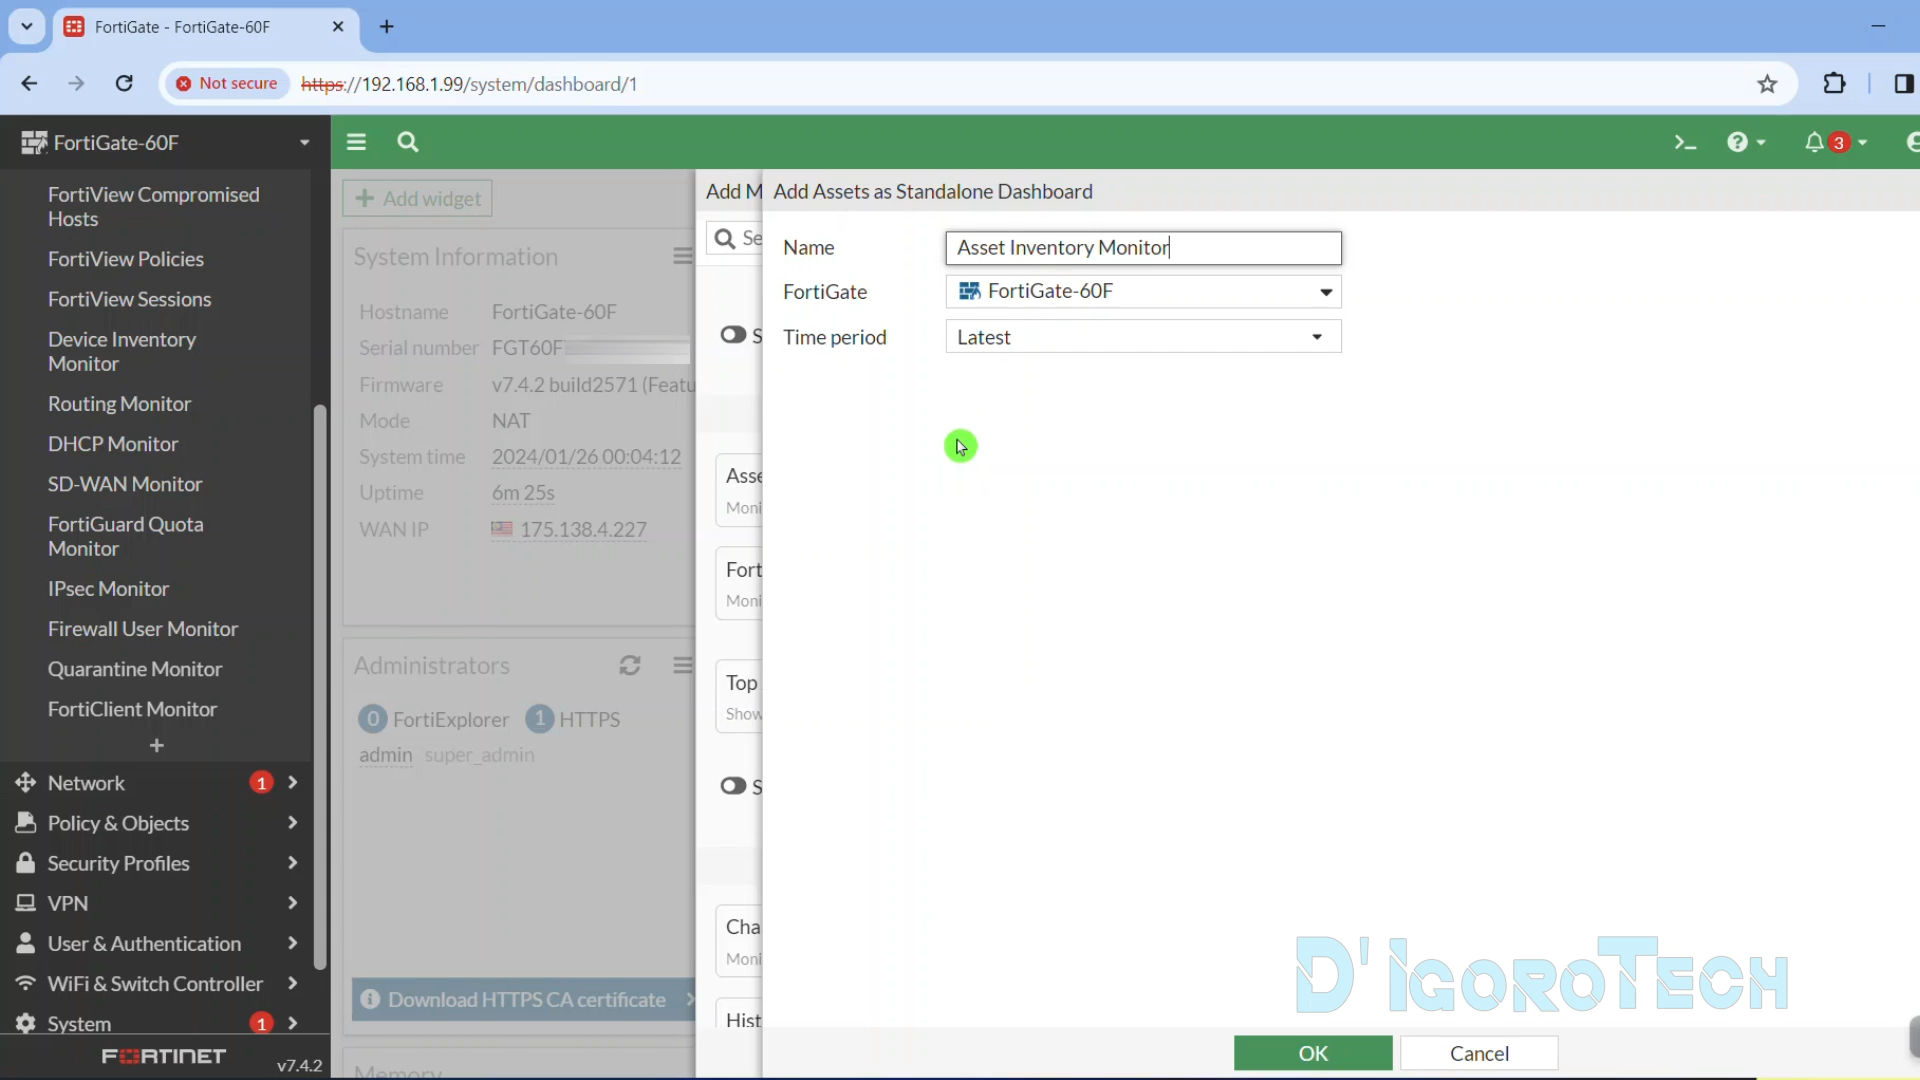 FortiGate - FortiGate-60F
Not secure
https://192.168.1.99/system/dashboard/1
FortiGate-60F
3
FortiView Compromised
Hosts
FortiView Policies
FortiView Sessions
Device Inventory
Monitor
Routing Monitor
DHCP Monitor
SD-WAN Monitor
FortiGuard Quota
Monitor
IPsec Monitor
Firewall User Monitor
Quarantine Monitor
FortiClient Monitor
Network 1
Policy & Objects
Security Profiles
VPN
User & Authentication
WiFi & Switch Controller
System 1
FORTINET v7.4.2
Add widget
System Information
Hostname FortiGate-60F
Serial number FGT60F
Firmware v7.4.2 build2571 (Featu
Mode NAT
System time 2024/01/26 00:04:12
Uptime 6m 25s
WAN IP 175.138.4.227
Administrators
0 FortiExplorer 1 HTTPS
admin super_admin
Download HTTPS CA certificate
Memory
Add M
Se
S
Asse
Moni
Fort
Moni
Top
Show
S
Cha
Moni
Hist
Add Assets as Standalone Dashboard
Name Asset Inventory Monitor
FortiGate FortiGate-60F
Time period Latest
D'IGOROTECH
OK Cancel